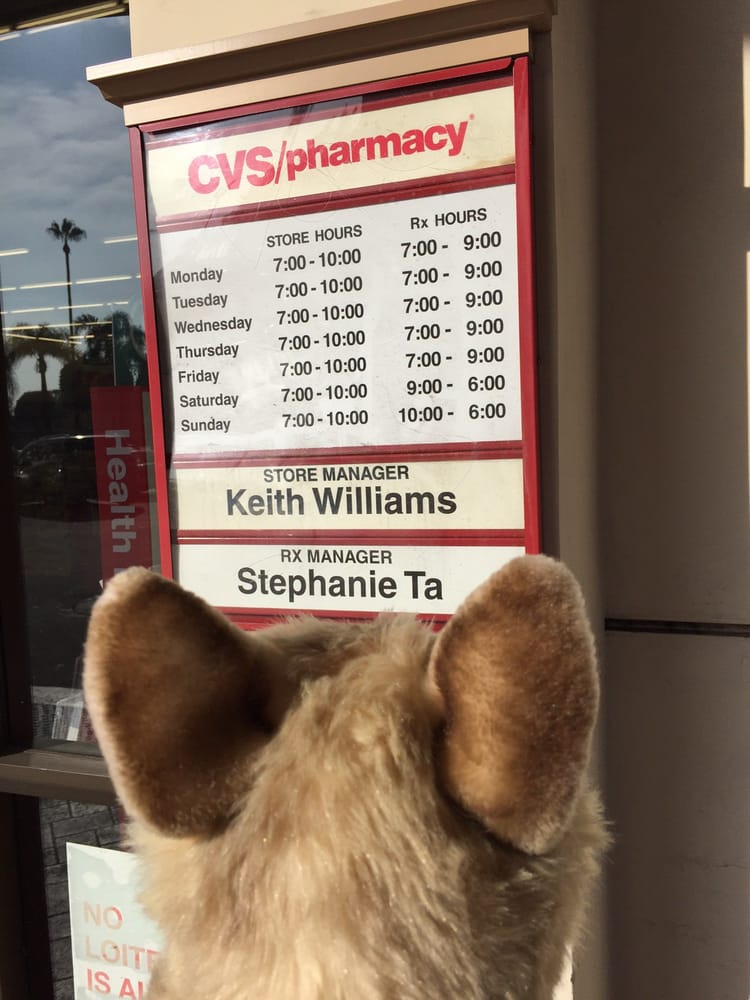 CVS/pharmacy
STORE HOURS Rx HOURS
Monday 7:00 - 10:00 7:00 - 9:00
Tuesday 7:00 - 10:00 7:00 - 9:00
Wednesday 7:00 - 10:00 7:00 - 9:00
Thursday 7:00 - 10:00 7:00 - 9:00
Friday 7:00 - 10:00 7:00 - 9:00
Saturday 7:00 - 10:00 9:00 - 6:00
Sunday 7:00 - 10:00 10:00 - 6:00
STORE MANAGER
Keith Williams
RX MANAGER
Stephanie Ta
Health
NO
LOIT
IS